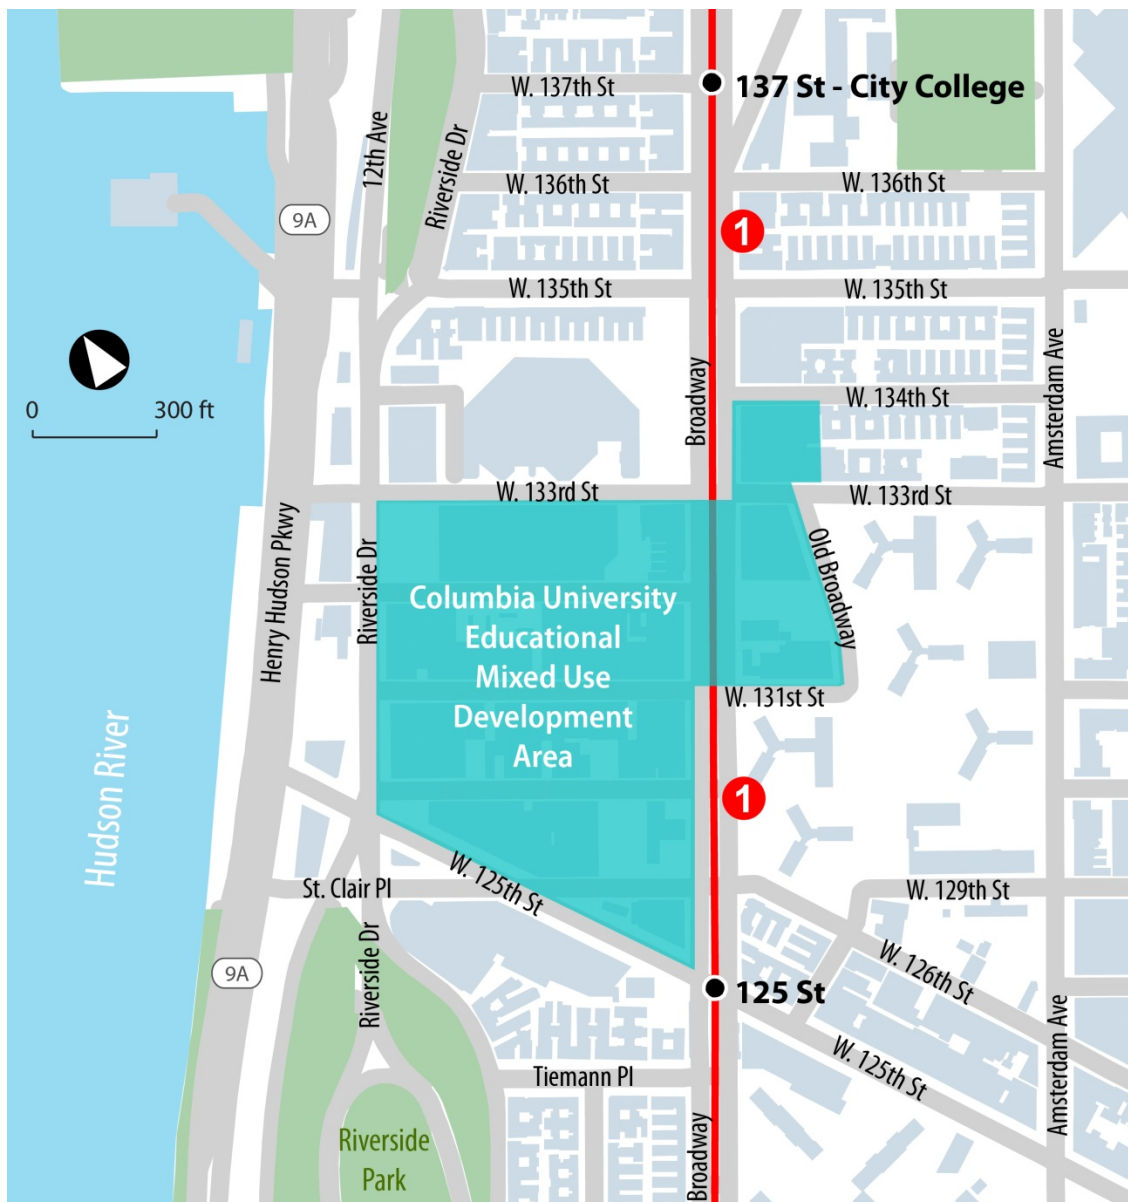 W. 137th St
137 St - City College
12th Ave
Riverside Dr
W. 136th St
W. 136th St
9A
1
W. 135th St
W. 135th St
0 300 ft
Broadway
W. 134th St
Amsterdam Ave
W. 133rd St
W. 133rd St
Henry Hudson Pkwy
Riverside Dr
Old Broadway
Columbia University
Educational
Mixed Use
Development
Area
W. 131st St
Hudson River
1
W. 125th St
St. Clair Pl
W. 129th St
9A
Riverside Dr
125 St
W. 126th St
W. 125th St
Amsterdam Ave
Tiemann Pl
Broadway
Riverside
Park